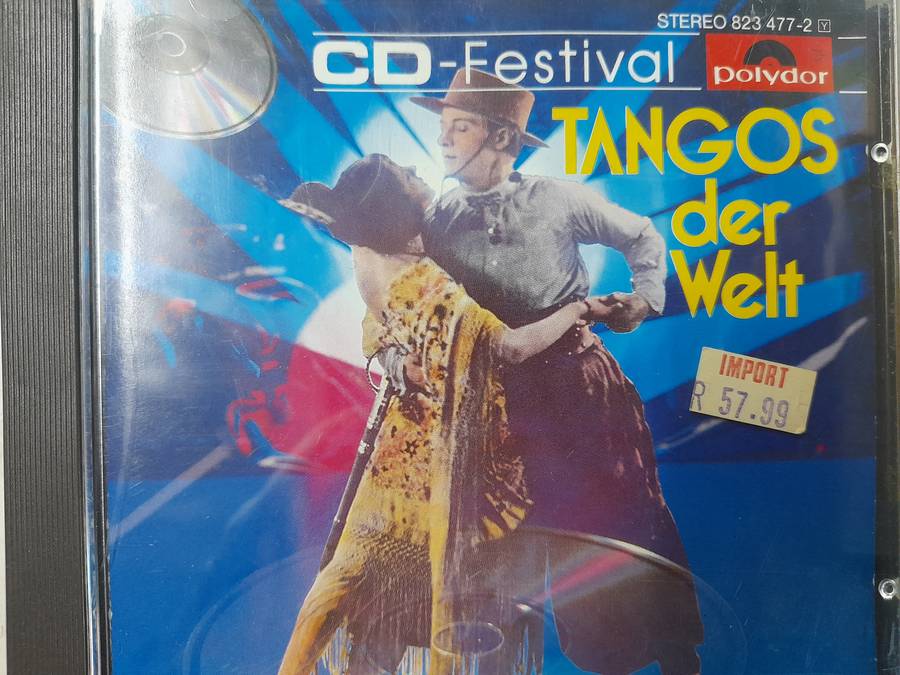 STEREO 823 477-2 Y
CD-Festival
polydor
TANGOS
der
Welt
IMPORT
R 57.99